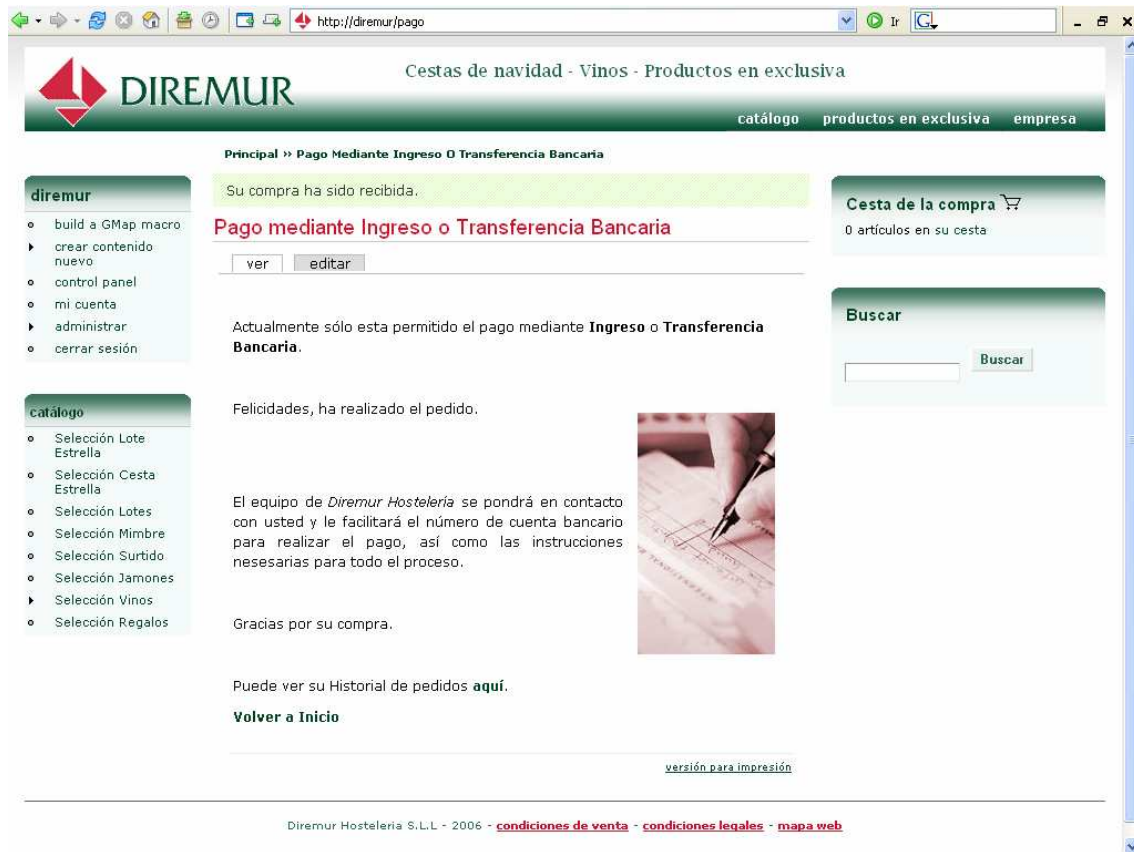 http://diremur/pago
Ir
G
DIREMUR
Cestas de navidad - Vinos - Productos en exclusiva
catálogo productos en exclusiva empresa
Principal ›› Pago Mediante Ingreso O Transferencia Bancaria
diremur
build a GMap macro
crear contenido
nuevo
control panel
mi cuenta
administrar
cerrar sesión
catálogo
Selección Lote
Estrella
Selección Cesta
Estrella
Selección Lotes
Selección Mimbre
Selección Surtido
Selección Jamones
Selección Vinos
Selección Regalos
Su compra ha sido recibida.
Pago mediante Ingreso o Transferencia Bancaria
ver editar
Actualmente sólo esta permitido el pago mediante Ingreso o Transferencia
Bancaria.
Felicidades, ha realizado el pedido.
El equipo de Diremur Hostelería se pondrá en contacto
con usted y le facilitará el número de cuenta bancario
para realizar el pago, así como las instrucciones
nesesarias para todo el proceso.
Gracias por su compra.
Puede ver su Historial de pedidos aquí.
Volver a Inicio
versión para impresión
Cesta de la compra
0 artículos en su cesta
Buscar
Buscar
Diremur Hosteleria S.L.L - 2006 - condiciones de venta - condiciones legales - mapa web